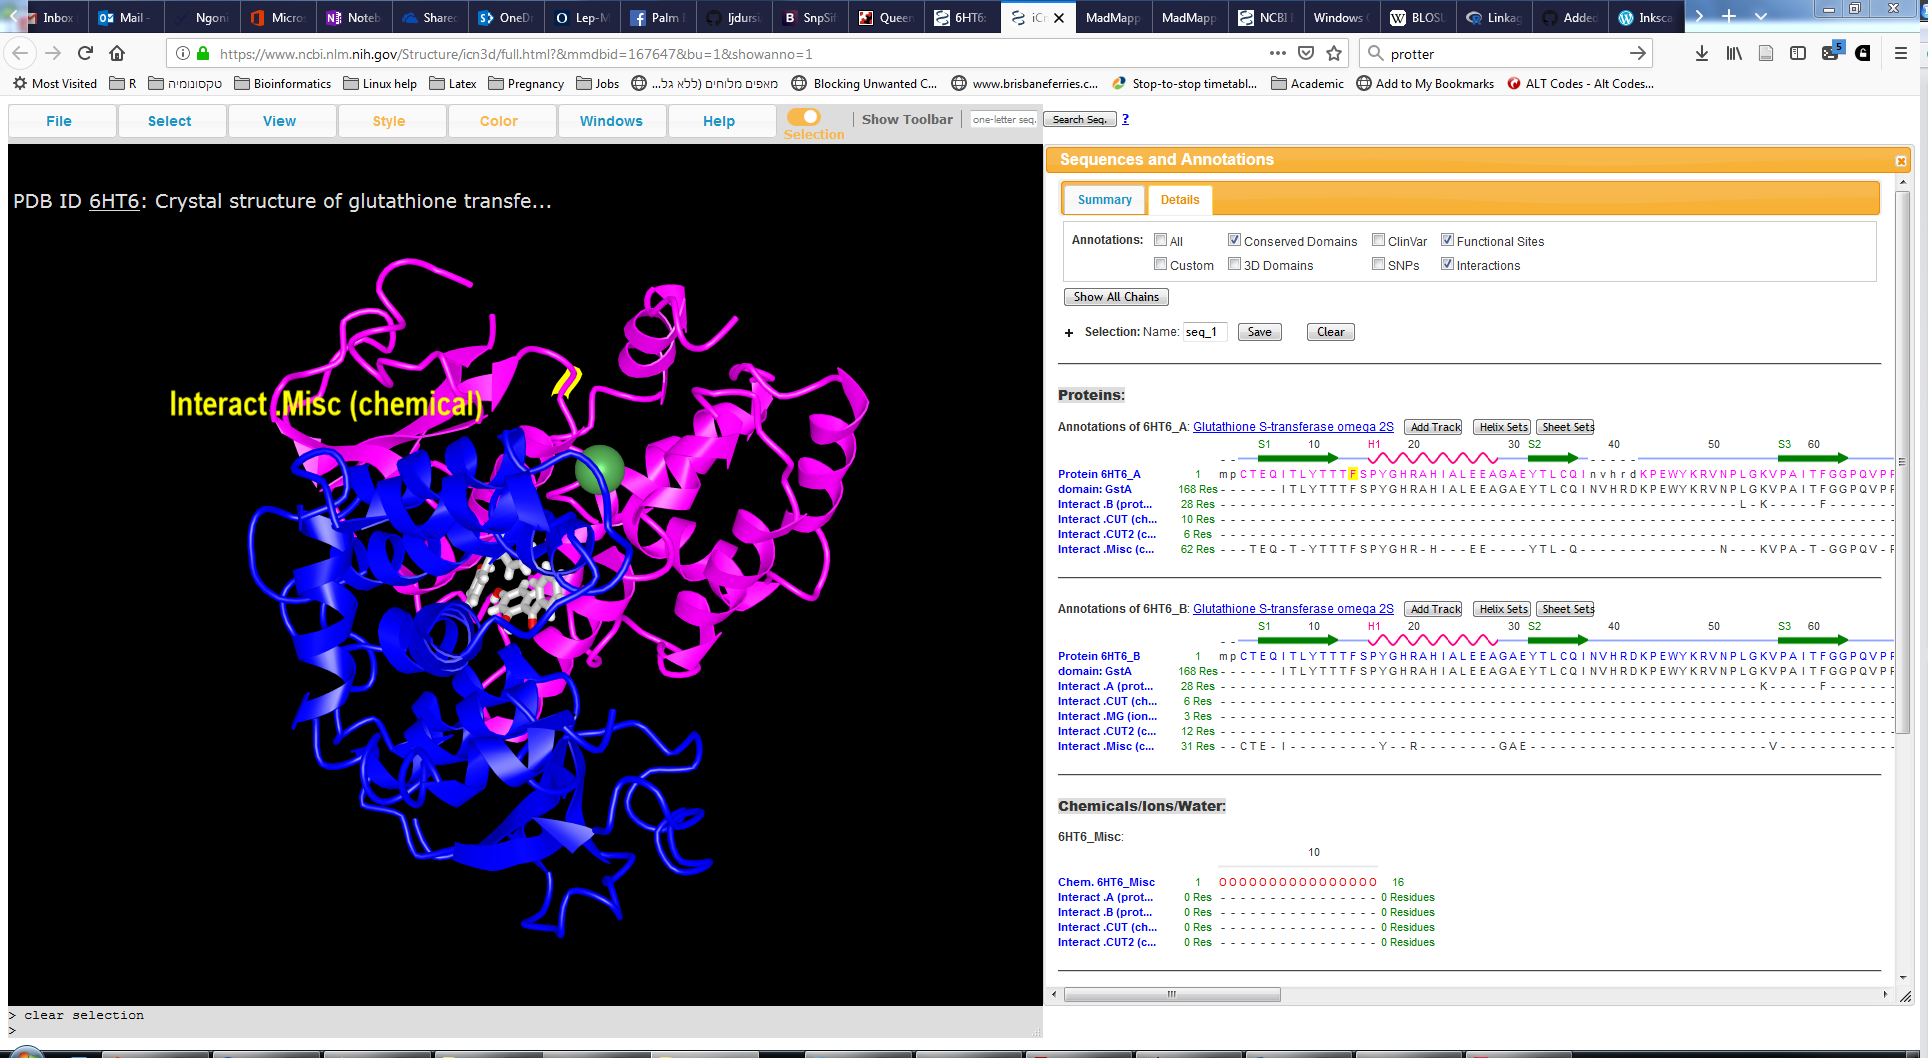 Inbox
Mail -
Ngoni
Micros
Noteb
Shared
OneDr
Lep-M
Palm
ljdursi
SnpSif
Queen
6HT6:
iCn
MadMapp
MadMapp
NCBI
Windows
BLOSU
Linkag
Added
Inksca
https://www.ncbi.nlm.nih.gov/Structure/icn3d/full.html?&mmdbid=167647&bu=1&showanno=1
protter
5
Most Visited R טקסונומיה Bioinformatics Linux help Latex Pregnancy Jobs מאפים מלוחים (ללא גל... Blocking Unwanted C... www.brisbaneferries.c... Stop-to-stop timetabl... Academic Add to My Bookmarks ALT Codes - Alt Codes...
File Select View Style Color Windows Help Selection Show Toolbar one-letter seq. Search Seq. ?
PDB ID 6HT6: Crystal structure of glutathione transfe...
Interact .Misc (chemical)
> clear selection
>
Sequences and Annotations
Summary Details
Annotations: All Conserved Domains ClinVar Functional Sites
Custom 3D Domains SNPs Interactions
Show All Chains
+ Selection: Name: seq_1 Save Clear
Proteins:
Annotations of 6HT6_A: Glutathione S-transferase omega 2S Add Track Helix Sets Sheet Sets
S1 10 H1 20 30 S2 40 50 S3 60
Protein 6HT6_A 1 mpCTEQITLYTTTFSPYGHRAHIALEEAGAEYTLCQInvhrdKPEWYKRVNPLGKVPAITFGGPQVPP
domain: GstA 168 Res ------ITLYTTTFSPYGHRAHIALEEAGAEYTLCQINVHRDKPEWYKRVNPLGKVPAITFGGPQVPP
Interact .B (prot... 28 Res L-K-----F
Interact .CUT (ch... 10 Res
Interact .CUT2 (c... 6 Res
Interact .Misc (c... 62 Res ---TEQ-T-YTTTFSPYGHR-H---EE----YTL-Q--------------N---KVPA-T-GGPQV-P
Annotations of 6HT6_B: Glutathione S-transferase omega 2S Add Track Helix Sets Sheet Sets
S1 10 H1 20 30 S2 40 50 S3 60
Protein 6HT6_B 1 mpCTEQITLYTTTFSPYGHRAHIALEEAGAEYTLCQINVHRDKPEWYKRVNPLGKVPAITFGGPQVPP
domain: GstA 168 Res ------ITLYTTTFSPYGHRAHIALEEAGAEYTLCQINVHRDKPEWYKRVNPLGKVPAITFGGPQVPP
Interact .A (prot... 28 Res K-----F
Interact .CUT (ch... 6 Res
Interact .MG (ion... 3 Res
Interact .CUT2 (c... 12 Res
Interact .Misc (c... 31 Res --CTE-I---------Y--R--------GAE------------------------V
Chemicals/Ions/Water:
6HT6_Misc:
10
Chem. 6HT6_Misc 1 OOOOOOOOOOOOOOOO 16
Interact .A (prot... 0 Res ---------------- 0 Residues
Interact .B (prot... 0 Res ---------------- 0 Residues
Interact .CUT (ch... 0 Res ---------------- 0 Residues
Interact .CUT2 (c... 0 Res ---------------- 0 Residues